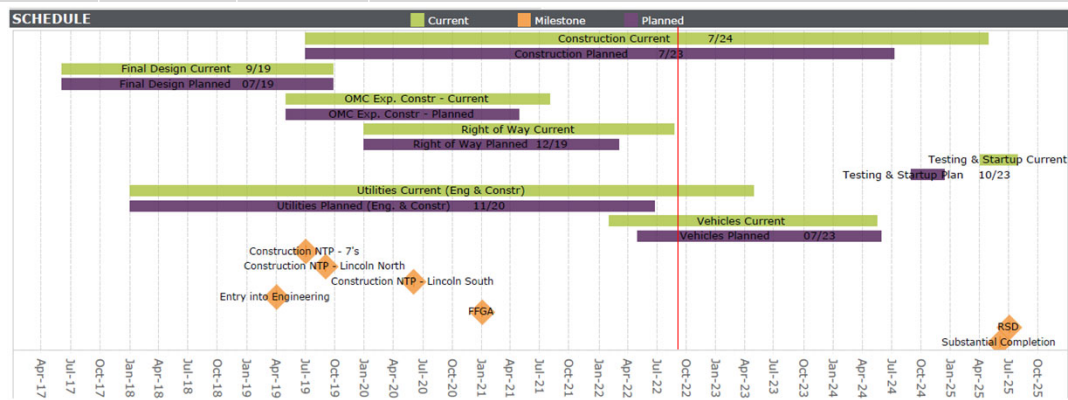 SCHEDULE
Current Milestone Planned
Construction Current 7/24
Construction Planned 7/23
Final Design Current 9/19
Final Design Planned 07/19
OMC Exp. Constr - Current
OMC Exp. Constr - Planned
Right of Way Current
Right of Way Planned 12/19
Testing & Startup Current
Testing & Startup Plan 10/23
Utilities Current (Eng & Constr)
Utilities Planned (Eng. & Constr) 11/20
Vehicles Current
Vehicles Planned 07/23
Construction NTP - 7's
Construction NTP - Lincoln North
Construction NTP - Lincoln South
Entry into Engineering
FFGA
RSD
Substantial Completion
Apr-17 Jul-17 Oct-17 Jan-18 Apr-18 Jul-18 Oct-18 Jan-19 Apr-19 Jul-19 Oct-19 Jan-20 Apr-20 Jul-20 Oct-20 Jan-21 Apr-21 Jul-21 Oct-21 Jan-22 Apr-22 Jul-22 Oct-22 Jan-23 Apr-23 Jul-23 Oct-23 Jan-24 Apr-24 Jul-24 Oct-24 Jan-25 Apr-25 Jul-25 Oct-25